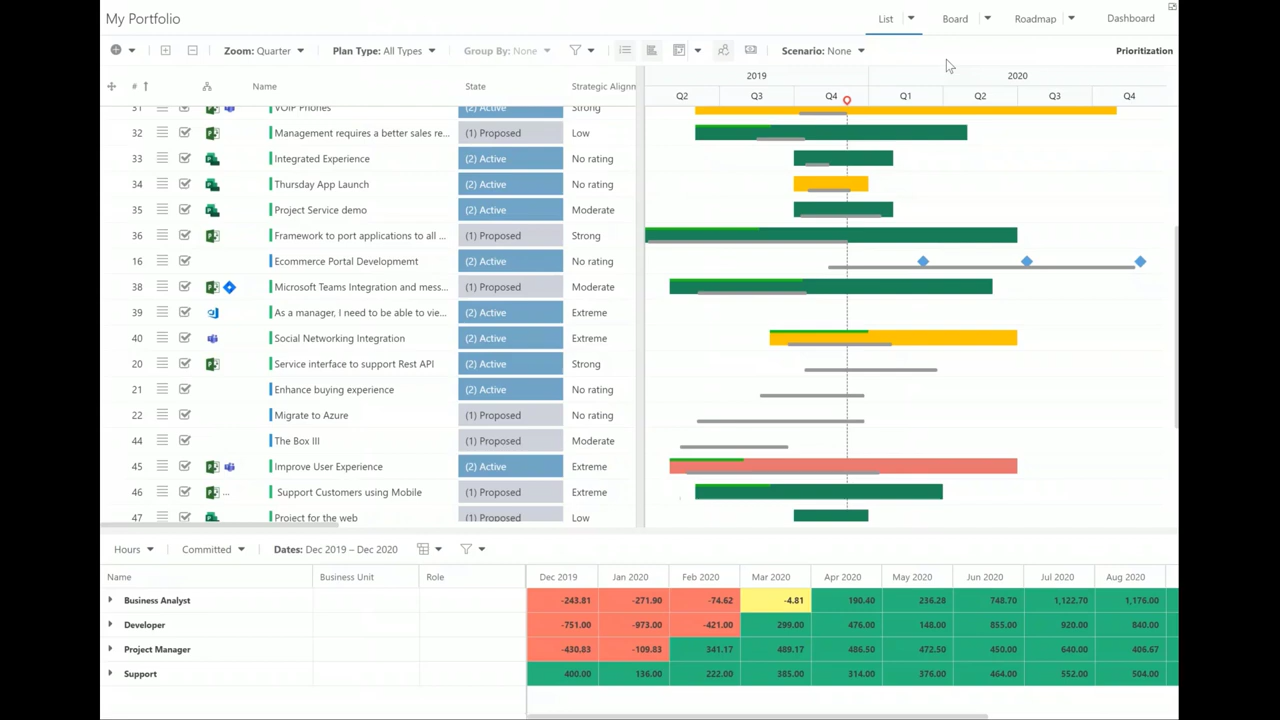 My Portfolio List Board Roadmap Dashboard
Zoom: Quarter Plan Type: All Types Group By: None Scenario: None Prioritization
# Name State Strategic Alignm 2019 2020
Q2 Q3 Q4 Q1 Q2 Q3 Q4
31 VOIP Phones (2) Active Strong
32 Management requires a better sales re... (1) Proposed Low
33 Integrated Experience (2) Active No rating
34 Thursday App Launch (2) Active No rating
35 Project Service demo (2) Active Moderate
36 Framework to port applications to all ... (1) Proposed Strong
16 Ecommerce Portal Developmemt (2) Active No rating
38 Microsoft Teams Integration and mess... (1) Proposed Moderate
39 As a manager, I need to be able to vie... (2) Active Extreme
40 Social Networking Integration (2) Active Extreme
20 Service interface to support Rest API (2) Active Strong
21 Enhance buying experience (2) Active No rating
22 Migrate to Azure (1) Proposed No rating
44 The Box III (1) Proposed Moderate
45 Improve User Experience (2) Active Extreme
46 ... Support Customers using Mobile (1) Proposed Extreme
47 Project for the web (1) Proposed Low
Hours Committed Dates: Dec 2019 – Dec 2020
Name Business Unit Role Dec 2019 Jan 2020 Feb 2020 Mar 2020 Apr 2020 May 2020 Jun 2020 Jul 2020 Aug 2020
Business Analyst -243.81 -271.90 -74.62 -4.81 190.40 236.28 748.70 1,122.70 1,176.00
Developer -751.00 -973.00 -421.00 299.00 476.00 148.00 855.00 920.00 840.00
Project Manager -430.83 -109.83 341.17 489.17 486.50 472.50 450.00 640.00 406.67
Support 400.00 136.00 222.00 385.00 314.00 376.00 464.00 552.00 504.00